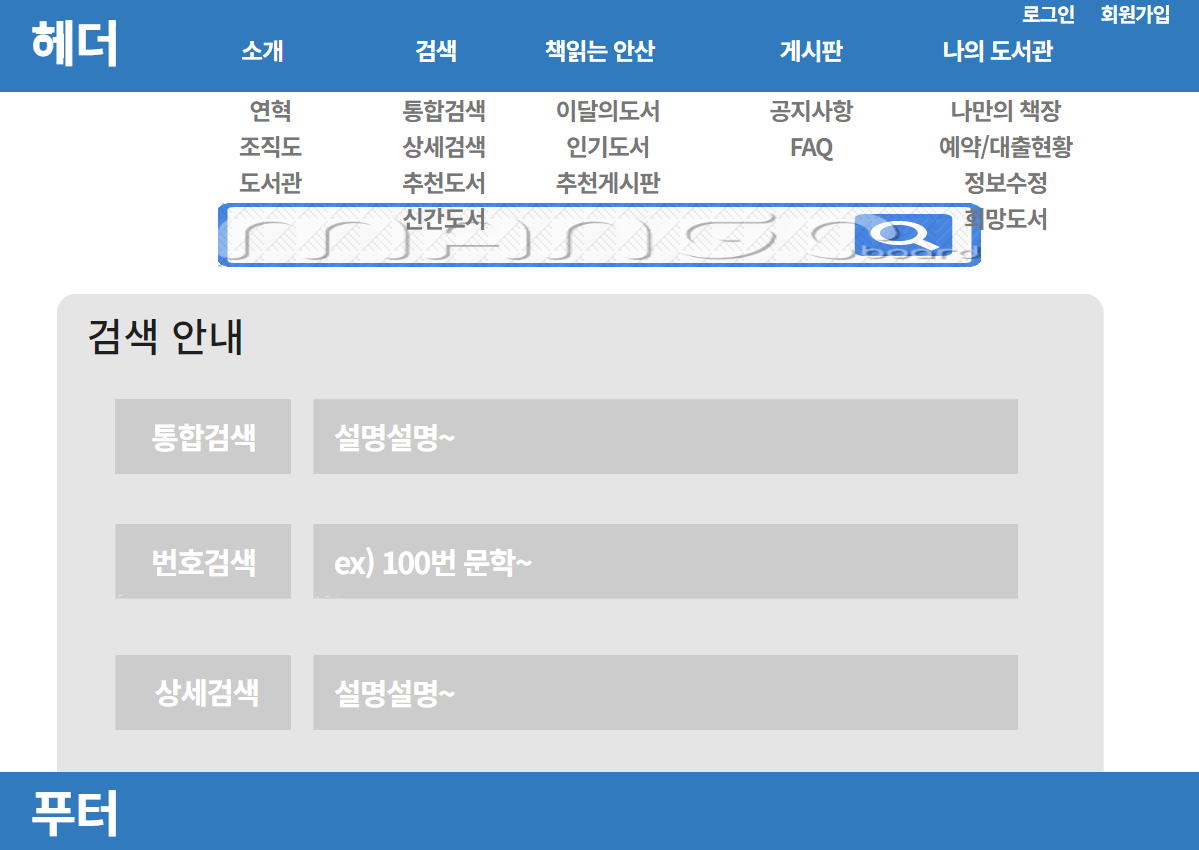 로그인 회원가입
헤더
소개 검색 책읽는 안산 게시판 나의 도서관
연혁 통합검색 이달의도서 공지사항 나만의 책장
조직도 상세검색 인기도서 FAQ 예약/대출현황
도서관 추천도서 추천게시판 정보수정
신간도서 희망도서
mango
board
검색 안내
통합검색 설명설명~
번호검색 ex) 100번 문학~
상세검색 설명설명~
푸터